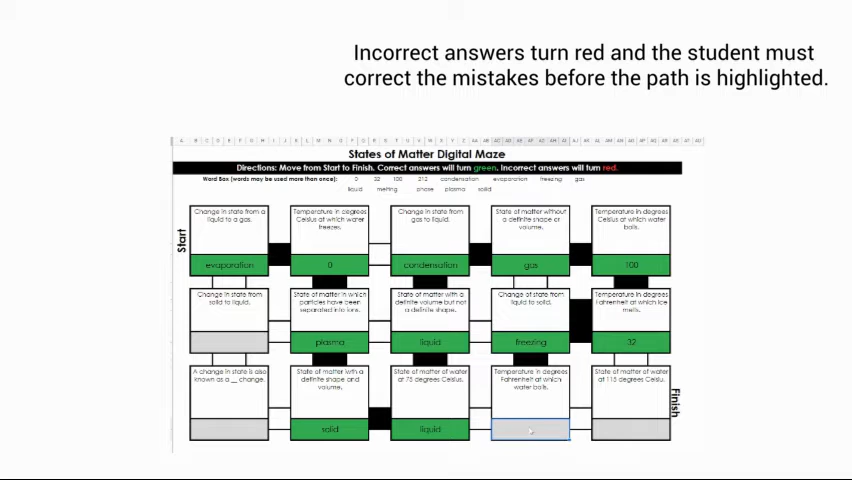 Incorrect answers turn red and the student must
correct the mistakes before the path is highlighted.
States of Matter Digital Maze
Directions: Move from Start to Finish. Correct answers will turn green. Incorrect answers will turn red.
Word Box (words may be used more than once): 0 32 100 212 condensation evaporation freezing gas
liquid melting phase plasma solid
Start
Change in state from a
liquid to a gas.
evaporation
Temperature in degrees
Celsius at which water
freezes.
0
Change in state from
gas to liquid.
condensation
State of matter without
a definite shape or
volume.
gas
Temperature in degrees
Celsius at which water
boils.
100
Change in state from
solid to liquid.
State of matter in which
particles have been
separated into ions.
plasma
State of matter with a
definite volume but not
a definite shape.
liquid
Change of state from
liquid to solid.
freezing
Temperature in degrees
Fahrenheit at which ice
melts.
32
A change in state is also
known as a __ change.
State of matter with a
definite shape and
volume.
solid
State of matter of water
at 75 degrees Celsius.
liquid
Temperature in degrees
Fahrenheit at which
water boils.
State of matter of water
at 115 degrees Celsiu.
Finish